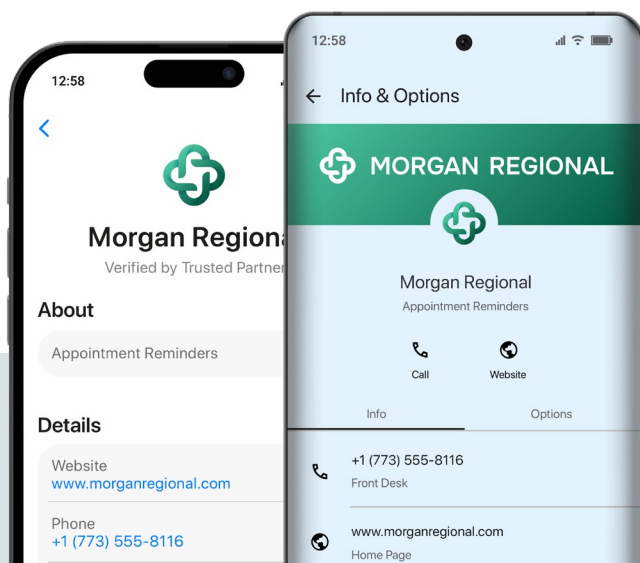 12:58
Morgan Regiona
Verified by Trusted Partner
About
Appointment Reminders
Details
Website
www.morganregional.com
Phone
+1 (773) 555-8116
12:58
Info & Options
MORGAN REGIONAL
Morgan Regional
Appointment Reminders
Call Website
Info Options
+1 (773) 555-8116
Front Desk
www.morganregional.com
Home Page